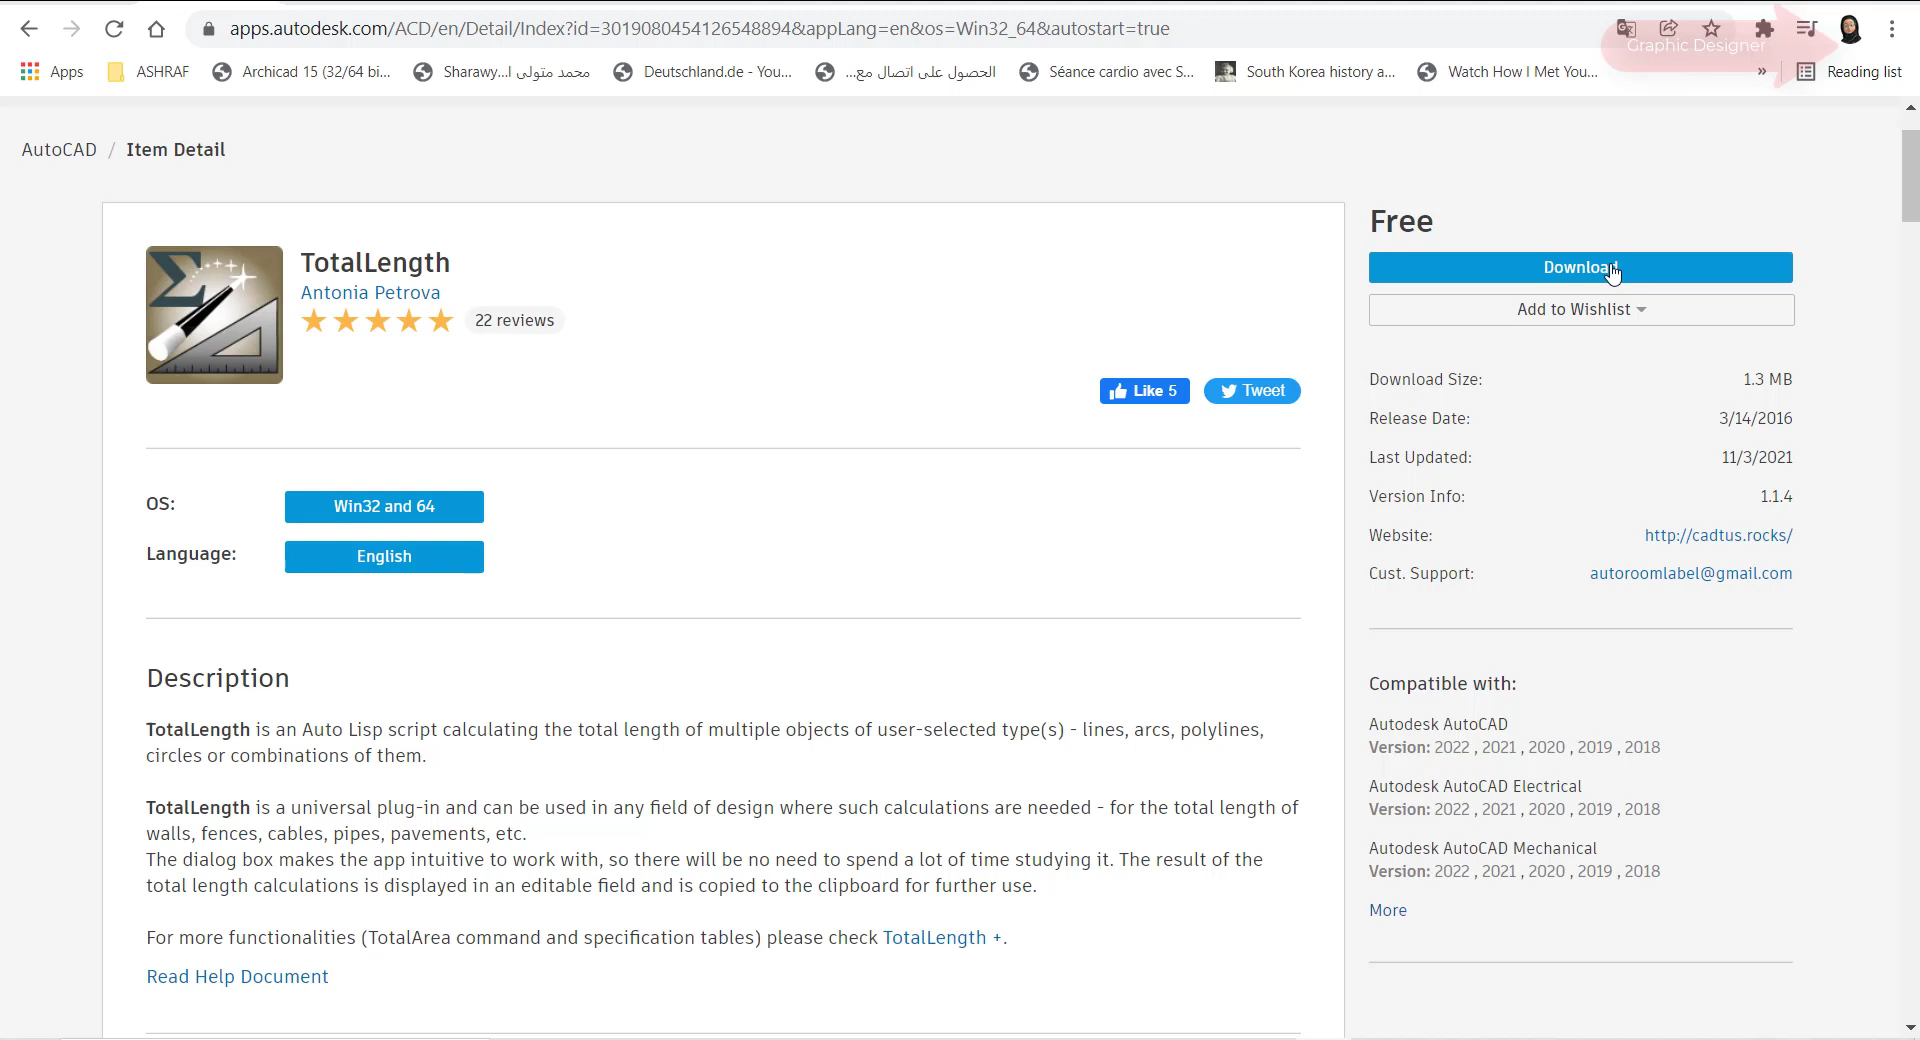 apps.autodesk.com/ACD/en/Detail/Index?id=3019080454126548894&appLang=en&os=Win32_64&autostart=true
Graphic Designer
Apps
ASHRAF
Archicad 15 (32/64 bi...
Sharawy...محمد متولى ا
Deutschland.de - You...
الحصول على اتصال مع...
Séance cardio avec S...
South Korea history a...
Watch How I Met You...
»
Reading list
AutoCAD / Item Detail
TotalLength
Antonia Petrova
22 reviews
Like 5
Tweet
OS:
Win32 and 64
Language:
English
Description
TotalLength is an Auto Lisp script calculating the total length of multiple objects of user-selected type(s) - lines, arcs, polylines,
circles or combinations of them.
TotalLength is a universal plug-in and can be used in any field of design where such calculations are needed - for the total length of
walls, fences, cables, pipes, pavements, etc.
The dialog box makes the app intuitive to work with, so there will be no need to spend a lot of time studying it. The result of the
total length calculations is displayed in an editable field and is copied to the clipboard for further use.
For more functionalities (TotalArea command and specification tables) please check TotalLength +.
Read Help Document
Free
Download
Add to Wishlist
Download Size: 1.3 MB
Release Date: 3/14/2016
Last Updated: 11/3/2021
Version Info: 1.1.4
Website: http://cadtus.rocks/
Cust. Support: autoroomlabel@gmail.com
Compatible with:
Autodesk AutoCAD
Version: 2022 , 2021 , 2020 , 2019 , 2018
Autodesk AutoCAD Electrical
Version: 2022 , 2021 , 2020 , 2019 , 2018
Autodesk AutoCAD Mechanical
Version: 2022 , 2021 , 2020 , 2019 , 2018
More